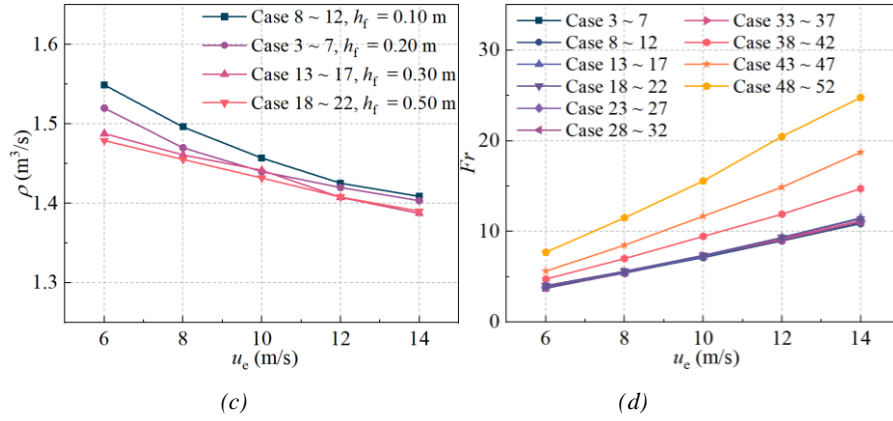 Case 8 ~ 12, hf = 0.10 m
Case 3 ~ 7, hf = 0.20 m
Case 13 ~ 17, hf = 0.30 m
Case 18 ~ 22, hf = 0.50 m
1.6
1.5
1.4
1.3
ρ (m³/s)
6 8 10 12 14
ue (m/s)
(c)
Case 3 ~ 7
Case 8 ~ 12
Case 13 ~ 17
Case 18 ~ 22
Case 23 ~ 27
Case 28 ~ 32
Case 33 ~ 37
Case 38 ~ 42
Case 43 ~ 47
Case 48 ~ 52
30
20
10
0
Fr
6 8 10 12 14
ue (m/s)
(d)